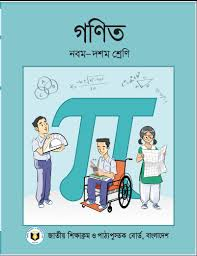 গণিত
নবম-দশম শ্রেণি
π
জাতীয় শিক্ষাক্রম ও পাঠ্যপুস্তক বোর্ড, বাংলাদেশ